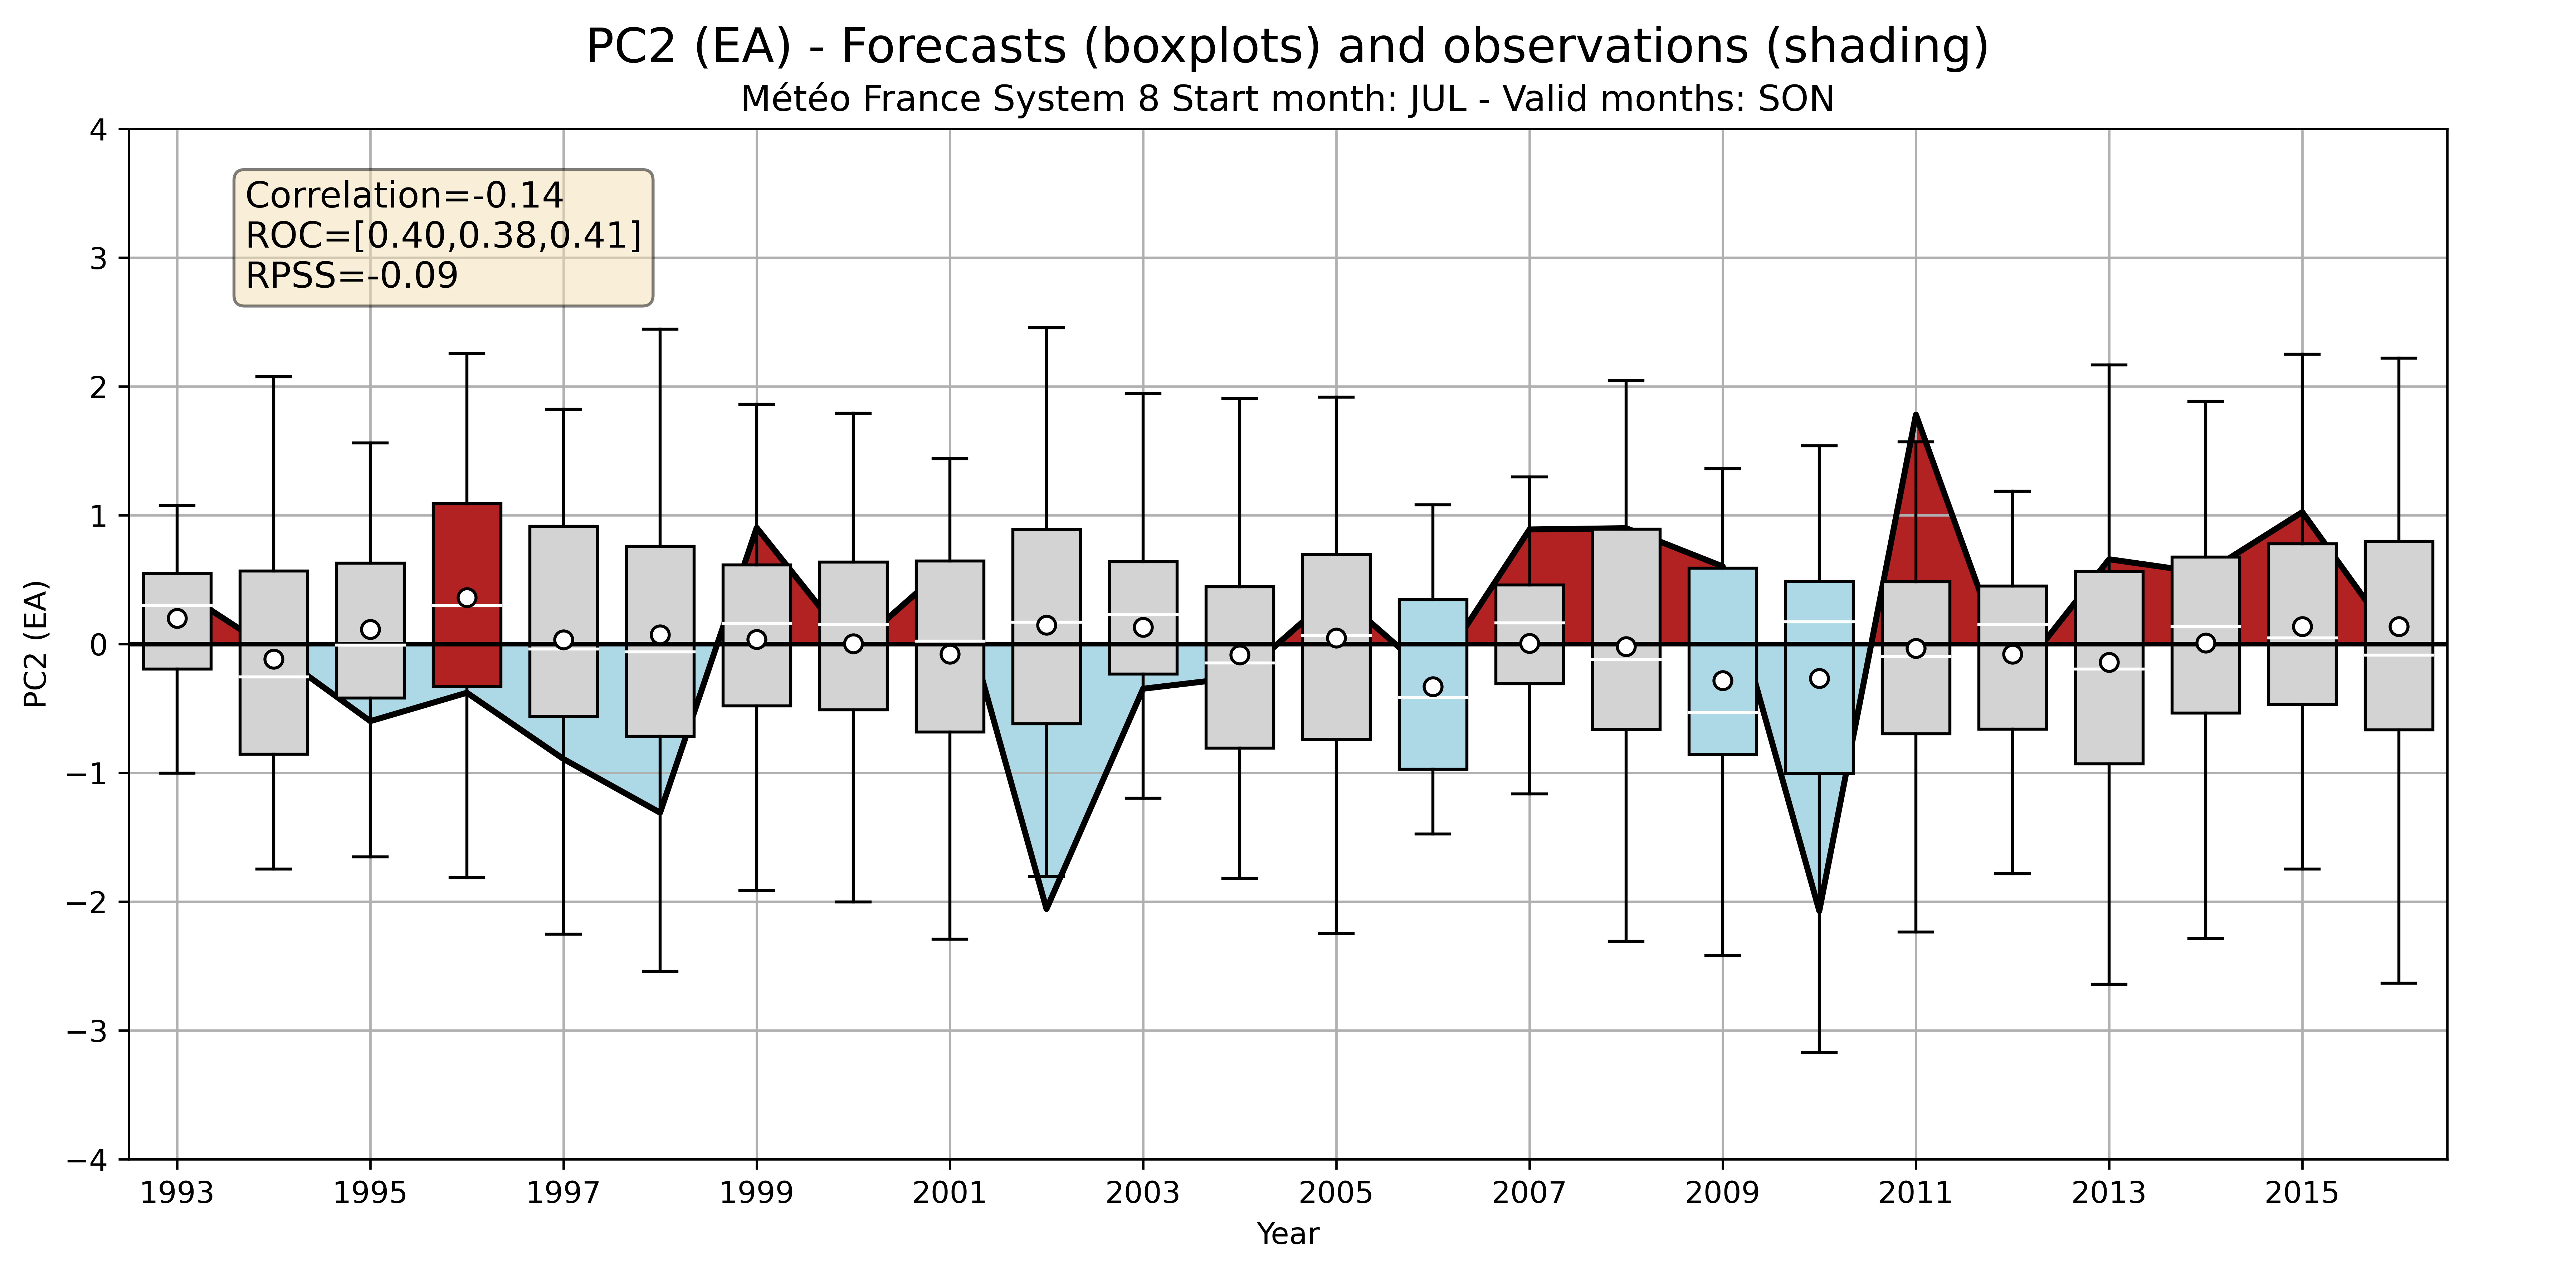 PC2 (EA) - Forecasts (boxplots) and observations (shading)
Météo France System 8 Start month: JUL - Valid months: SON
Correlation=-0.14
ROC=[0.40,0.38,0.41]
RPSS=-0.09
PC2 (EA)
4
3
2
1
0
−1
−2
−3
−4
1993 1995 1997 1999 2001 2003 2005 2007 2009 2011 2013 2015
Year